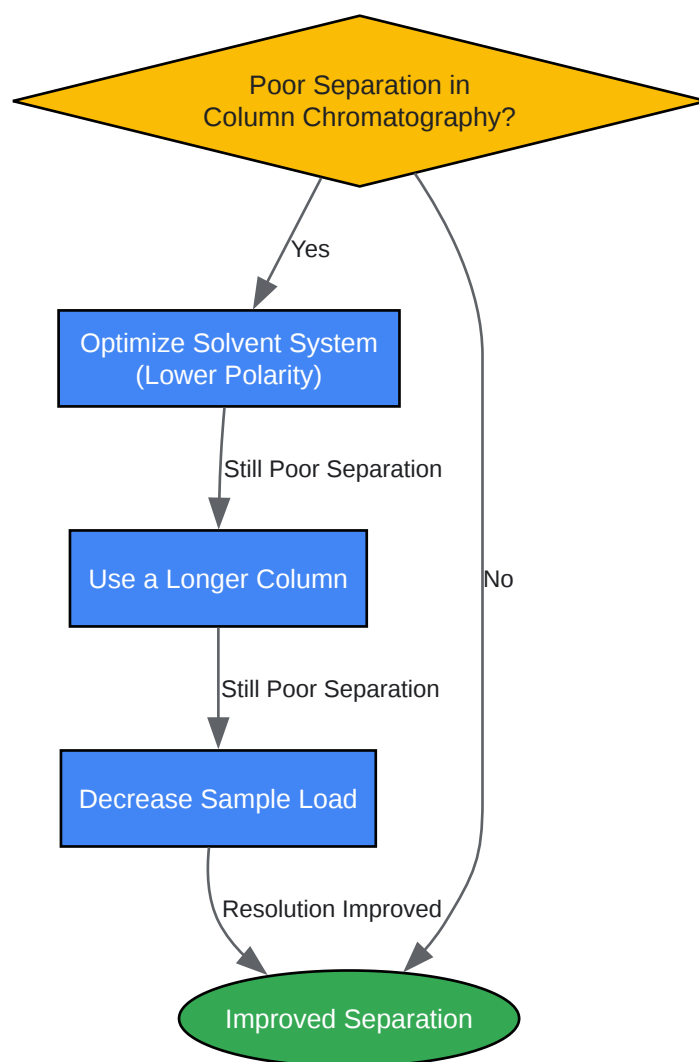 Poor Separation in
Column Chromatography?
Yes
Optimize Solvent System
(Lower Polarity)
Still Poor Separation
Use a Longer Column
No
Still Poor Separation
Decrease Sample Load
Resolution Improved
Improved Separation